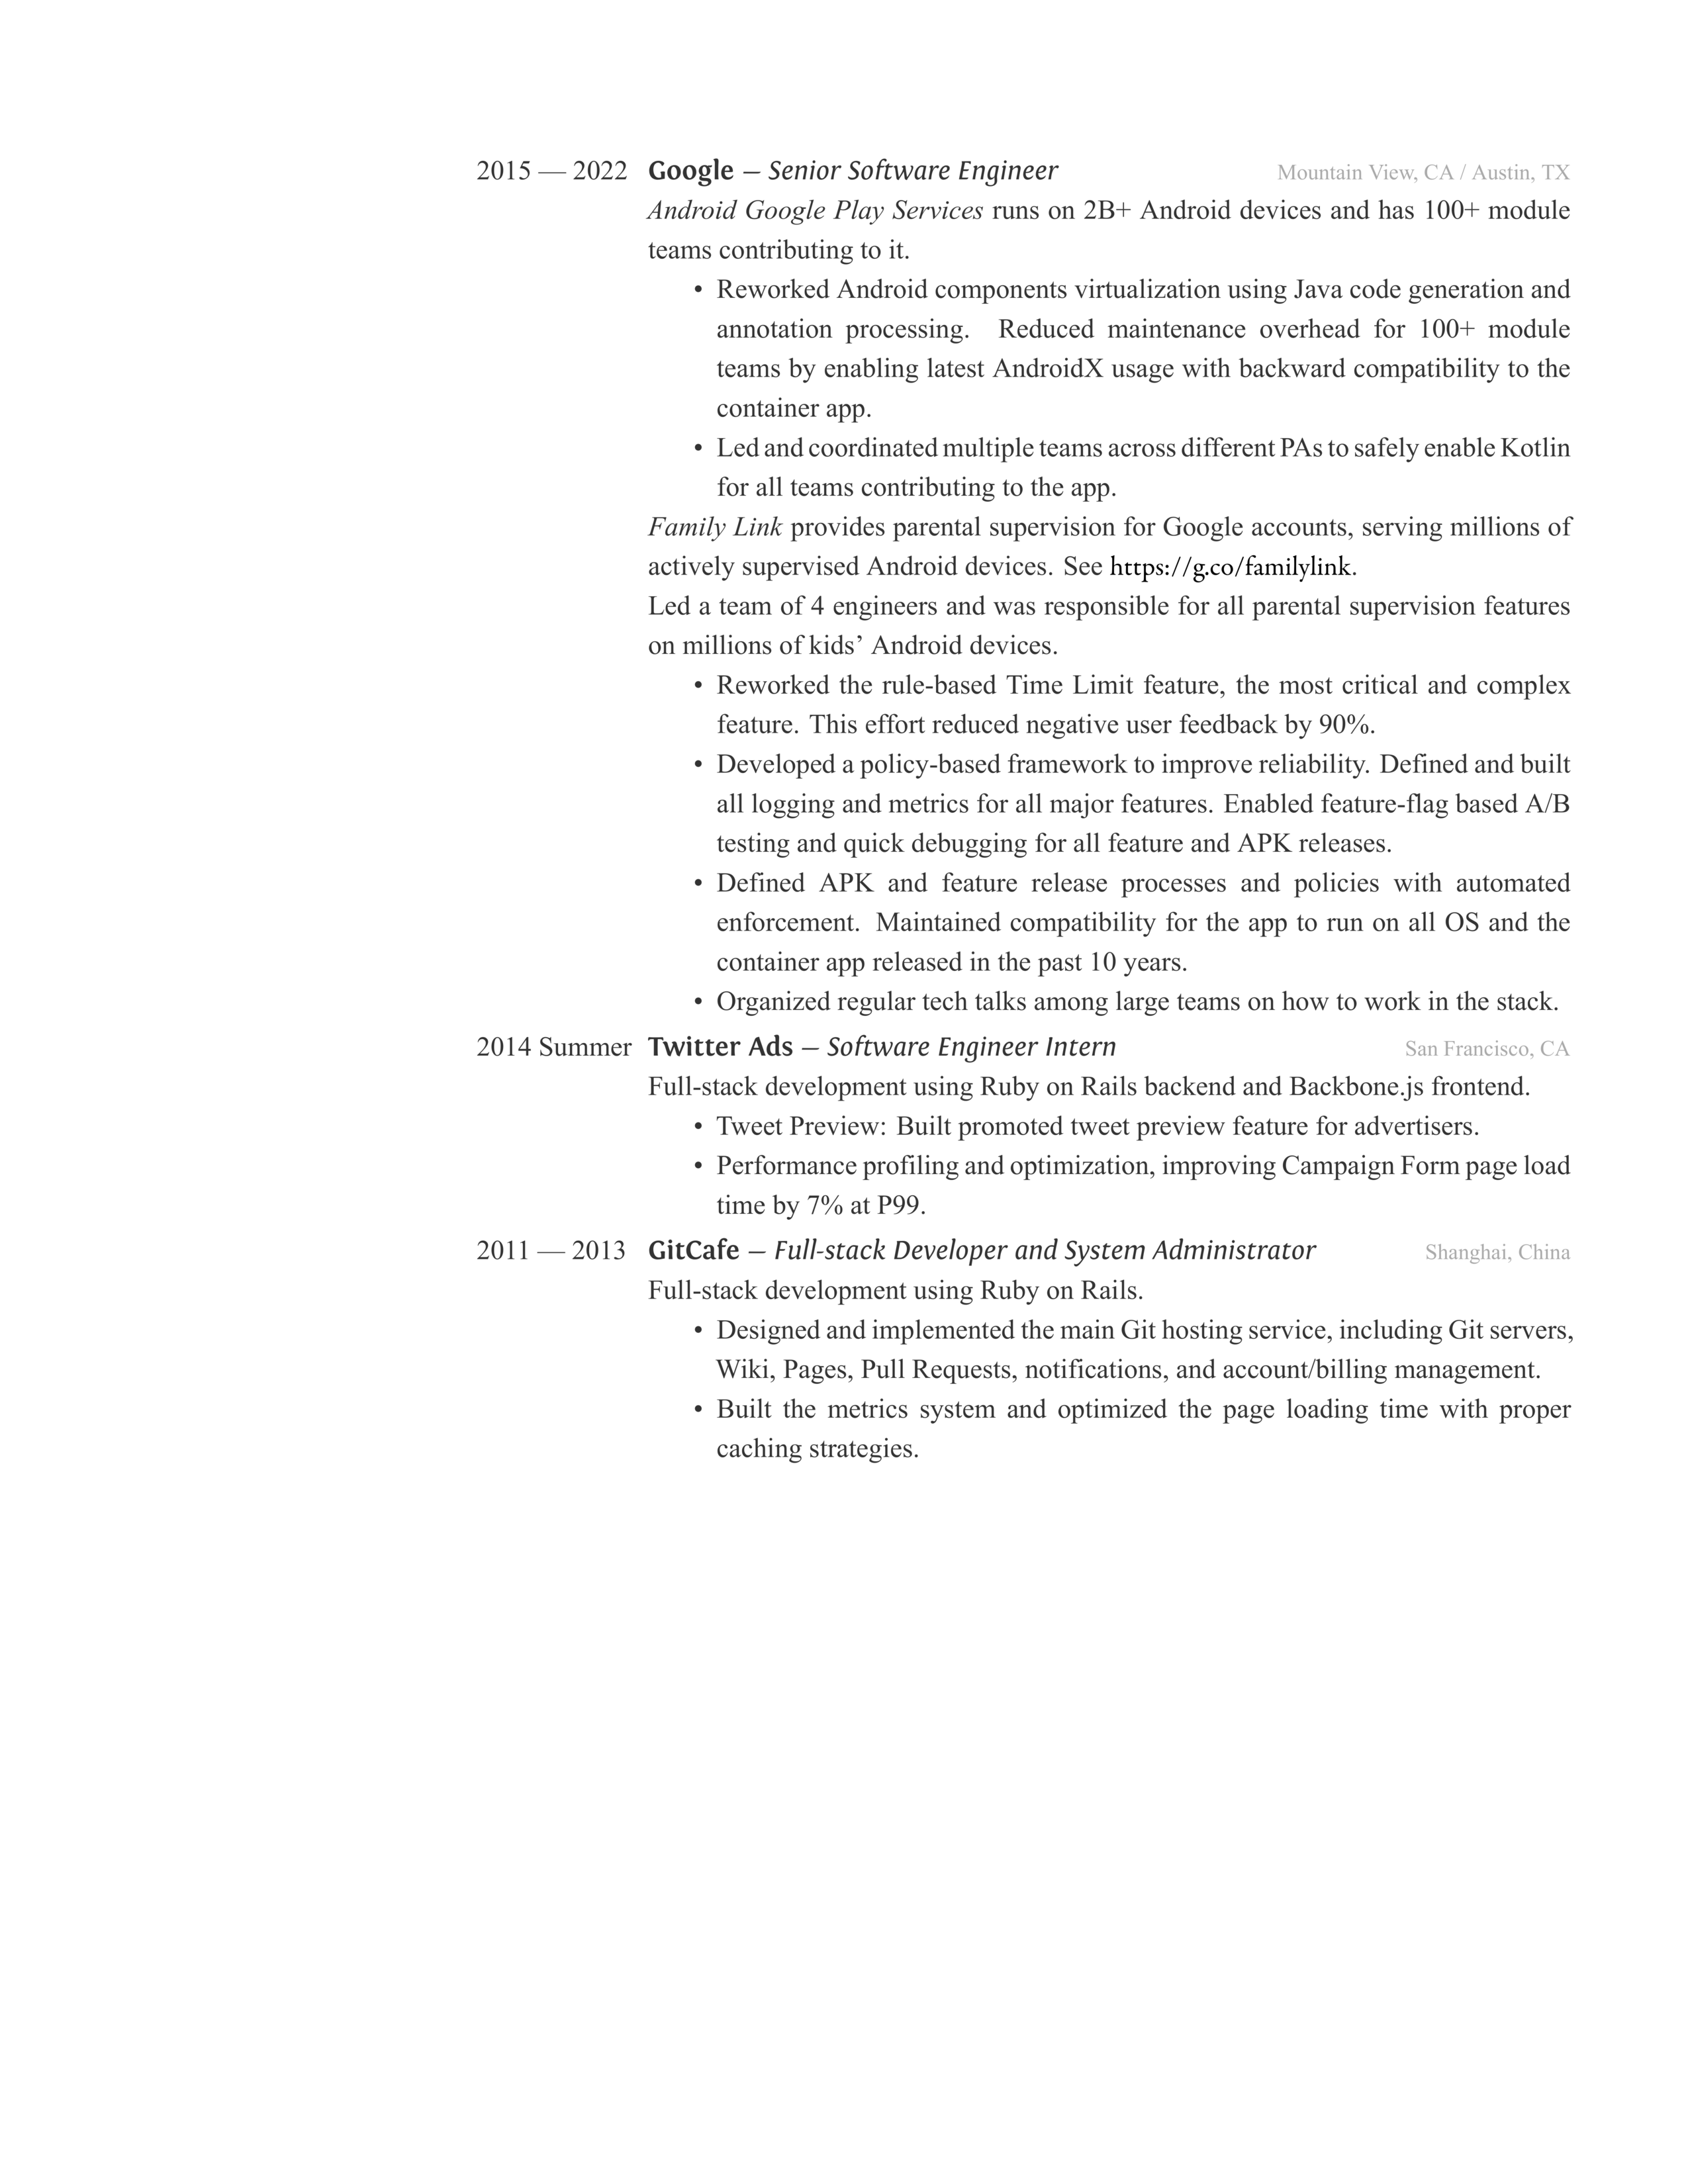 2015 — 2022 Google – Senior Software Engineer Mountain View, CA / Austin, TX
Android Google Play Services runs on 2B+ Android devices and has 100+ module
teams contributing to it.
• Reworked Android components virtualization using Java code generation and
annotation processing. Reduced maintenance overhead for 100+ module
teams by enabling latest AndroidX usage with backward compatibility to the
container app.
• Led and coordinated multiple teams across different PAs to safely enable Kotlin
for all teams contributing to the app.
Family Link provides parental supervision for Google accounts, serving millions of
actively supervised Android devices. See https://g.co/familylink.
Led a team of 4 engineers and was responsible for all parental supervision features
on millions of kids’ Android devices.
• Reworked the rule-based Time Limit feature, the most critical and complex
feature. This effort reduced negative user feedback by 90%.
• Developed a policy-based framework to improve reliability. Defined and built
all logging and metrics for all major features. Enabled feature-flag based A/B
testing and quick debugging for all feature and APK releases.
• Defined APK and feature release processes and policies with automated
enforcement. Maintained compatibility for the app to run on all OS and the
container app released in the past 10 years.
• Organized regular tech talks among large teams on how to work in the stack.
2014 Summer Twitter Ads – Software Engineer Intern San Francisco, CA
Full-stack development using Ruby on Rails backend and Backbone.js frontend.
• Tweet Preview: Built promoted tweet preview feature for advertisers.
• Performance profiling and optimization, improving Campaign Form page load
time by 7% at P99.
2011 — 2013 GitCafe – Full-stack Developer and System Administrator Shanghai, China
Full-stack development using Ruby on Rails.
• Designed and implemented the main Git hosting service, including Git servers,
Wiki, Pages, Pull Requests, notifications, and account/billing management.
• Built the metrics system and optimized the page loading time with proper
caching strategies.